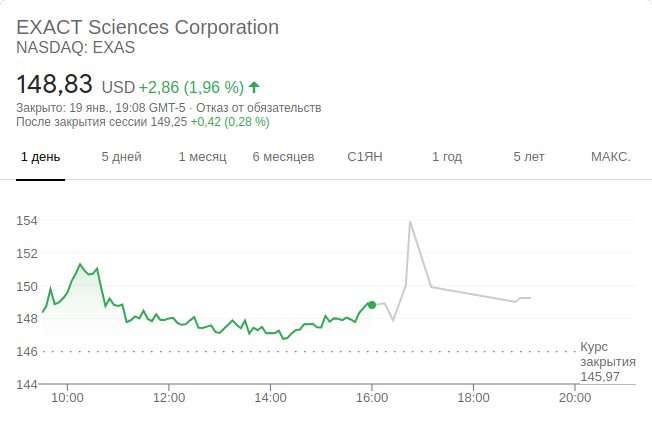 EXACT Sciences Corporation
NASDAQ: EXAS
148,83 USD +2,86 (1,96 %)
Закрыто: 19 янв., 19:08 GMT-5 · Отказ от обязательств
После закрытия сессии 149,25 +0,42 (0,28 %)
1 день 5 дней 1 месяц 6 месяцев С1ЯН 1 год 5 лет МАКС.
154
152
150
148
146
Курс
закрытия
145,97
144
10:00 12:00 14:00 16:00 18:00 20:00